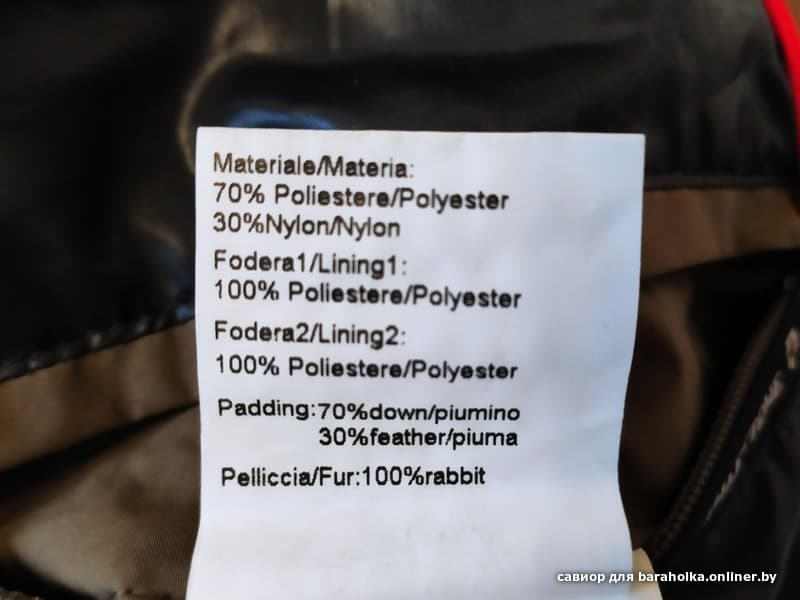 Materiale/Materia:
70% Poliestere/Polyester
30%Nylon/Nylon
Fodera1/Lining1:
100% Poliestere/Polyester
Fodera2/Lining2:
100% Poliestere/Polyester
Padding:70%down/piumino
30%feather/piuma
Pelliccia/Fur:100%rabbit
савиор для baraholka.onliner.by